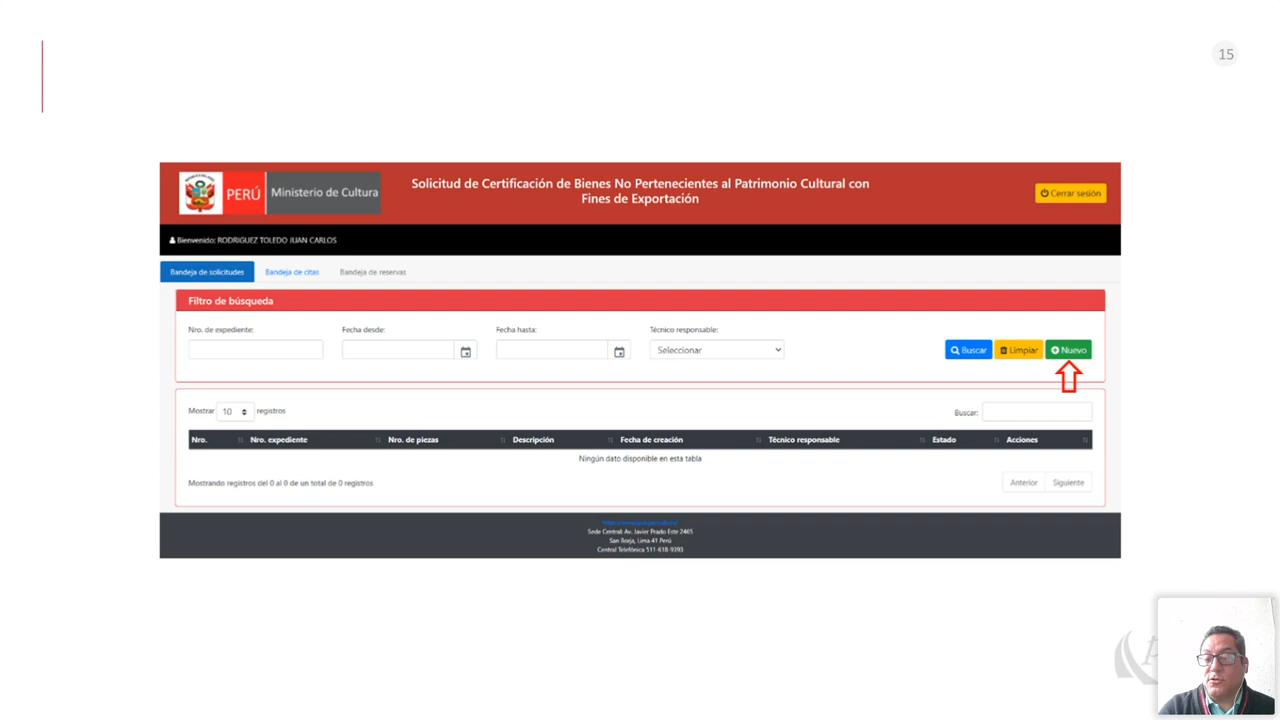 15
PERÚ Ministerio de Cultura
Solicitud de Certificación de Bienes No Pertenecientes al Patrimonio Cultural con
Fines de Exportación
Cerrar sesión
Bienvenido: RODRIGUEZ TOLEDO JUAN CARLOS
Bandeja de solicitudes Bandeja de citas Bandeja de reservas
Filtro de búsqueda
Nro. de expediente: Fecha desde: Fecha hasta: Técnico responsable:
Seleccionar Buscar Limpiar Nuevo
Mostrar 10 registros Buscar:
Nro. Nro. expediente Nro. de piezas Descripción Fecha de creación Técnico responsable Estado Acciones
Ningún dato disponible en esta tabla
Mostrando registros del 0 al 0 de un total de 0 registros Anterior Siguiente
Sede Central: Av. Javier Prado Este 2465
San Borja, Lima 41 Perú
Central Telefónica 511-618-9393